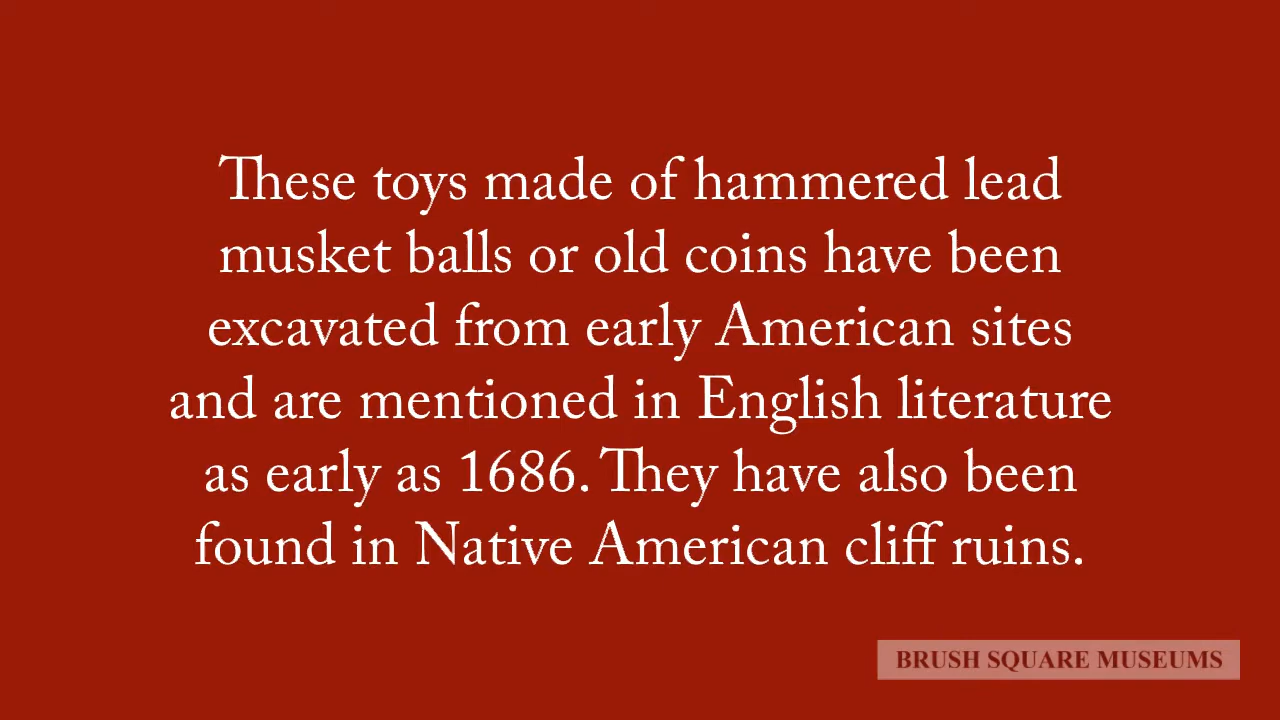 These toys made of hammered lead
musket balls or old coins have been
excavated from early American sites
and are mentioned in English literature
as early as 1686. They have also been
found in Native American cliff ruins.
BRUSH SQUARE MUSEUMS